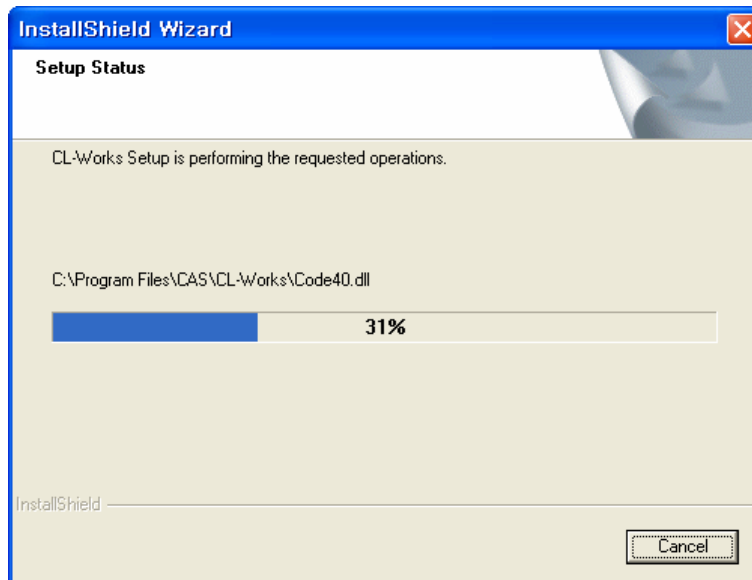 InstallShield Wizard
Setup Status
CL-Works Setup is performing the requested operations.
C:\Program Files\CAS\CL-Works\Code40.dll
31%
InstallShield
Cancel